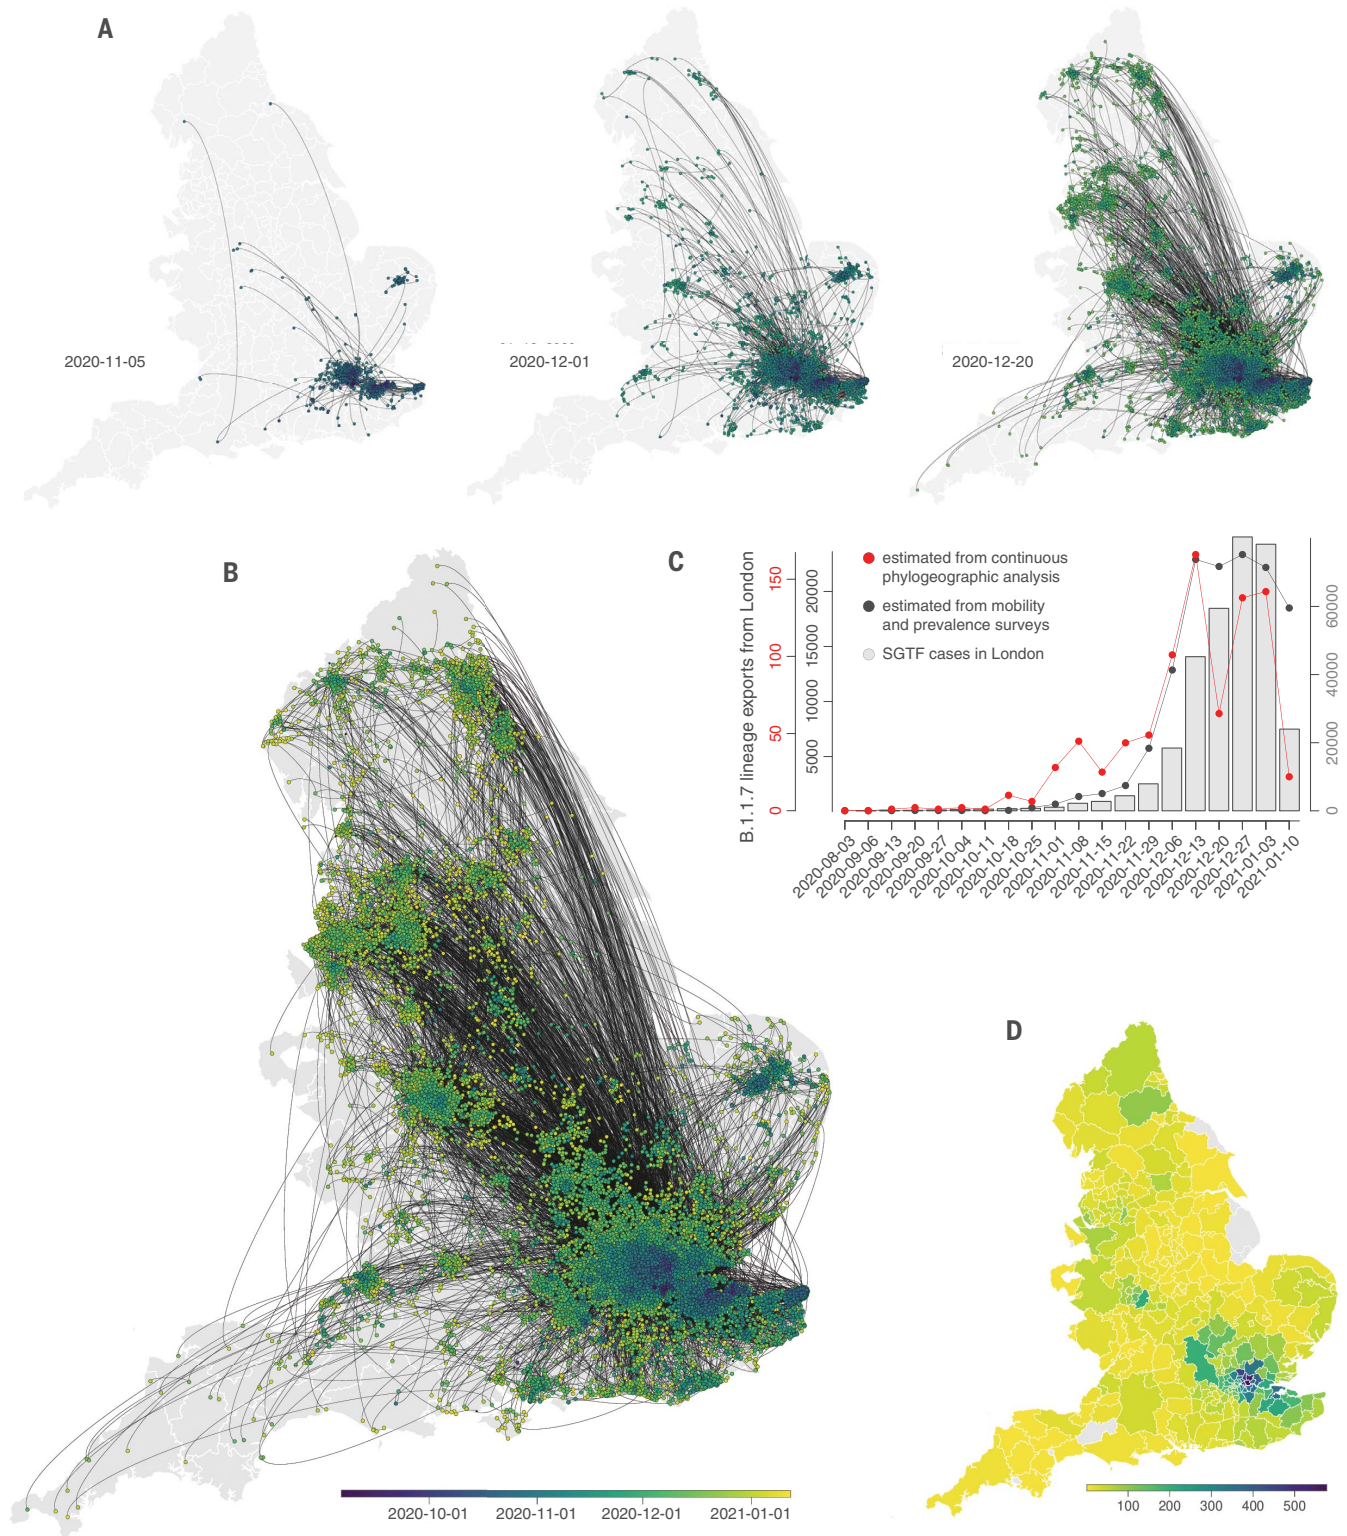 A
2020-11-05
2020-12-01
2020-12-20
B
C
B.1.1.7 lineage exports from London
0
50
100
150
5000
10000
15000
20000
estimated from continuous
phylogeographic analysis
estimated from mobility
and prevalence surveys
SGTF cases in London
0
20000
40000
60000
2020-08-03
2020-09-06
2020-09-13
2020-09-20
2020-09-27
2020-10-04
2020-10-11
2020-10-18
2020-10-25
2020-11-01
2020-11-08
2020-11-15
2020-11-22
2020-11-29
2020-12-06
2020-12-13
2020-12-20
2020-12-27
2021-01-03
2021-01-10
D
2020-10-01 2020-11-01 2020-12-01 2021-01-01
100 200 300 400 500